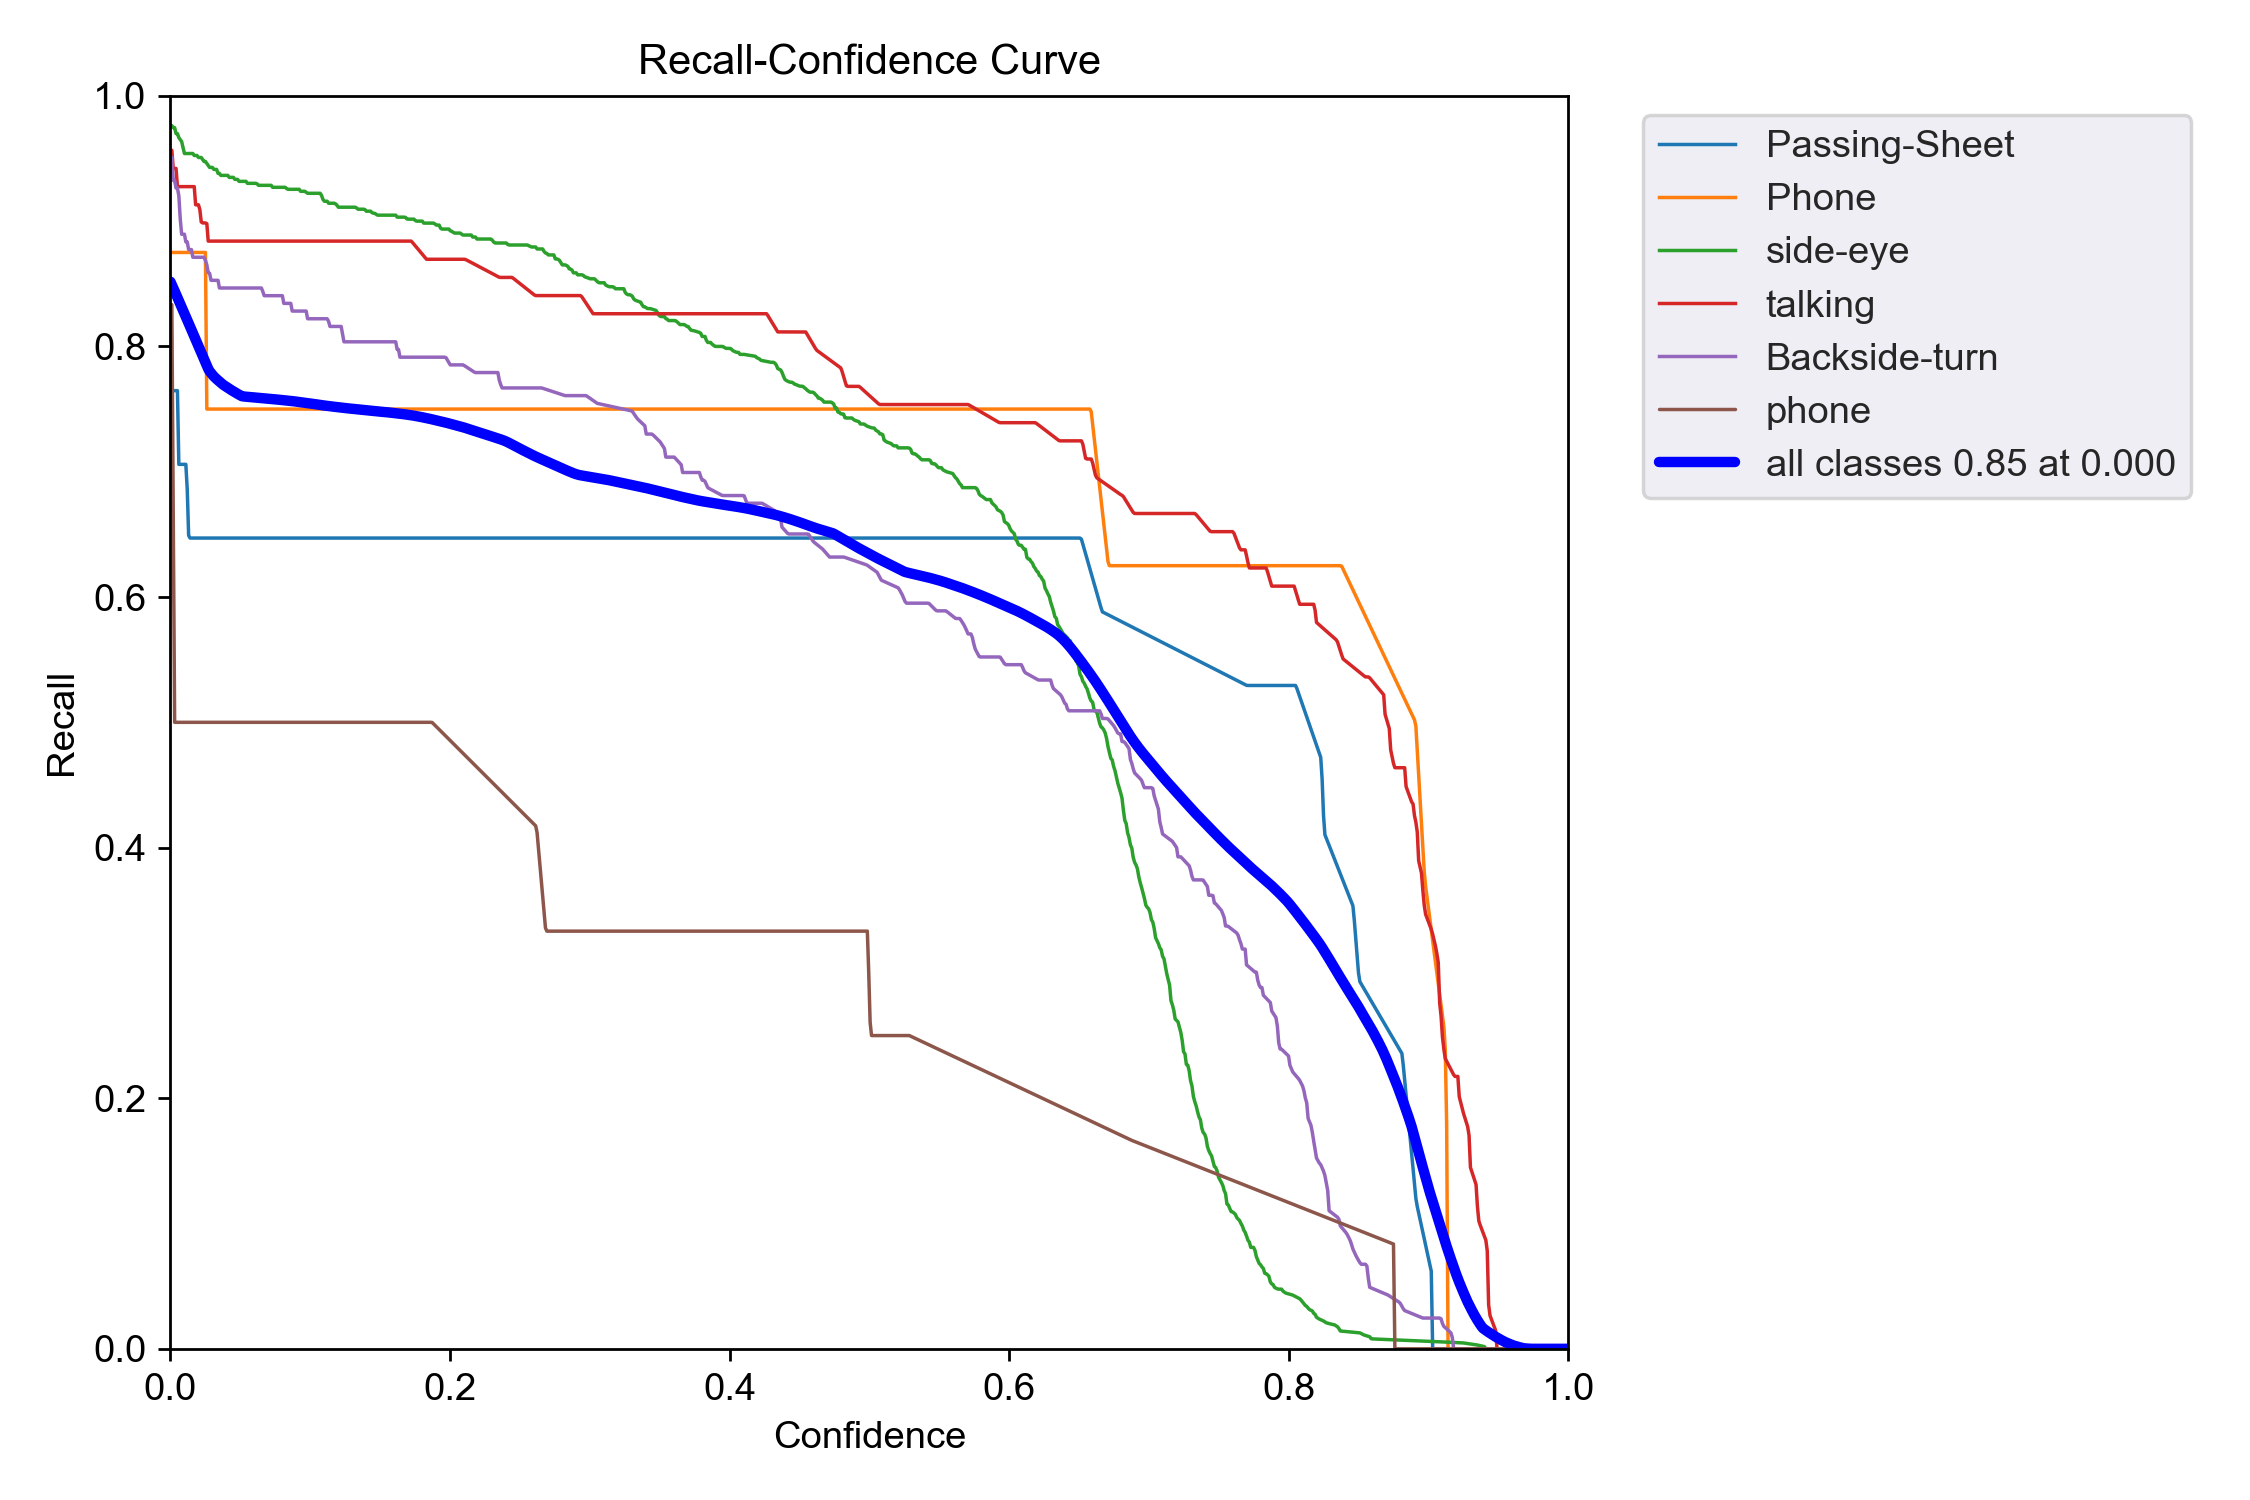 Recall-Confidence Curve
1.0
0.8
0.6
0.4
0.2
0.0
Recall
0.0 0.2 0.4 0.6 0.8 1.0
Confidence
Passing-Sheet
Phone
side-eye
talking
Backside-turn
phone
all classes 0.85 at 0.000